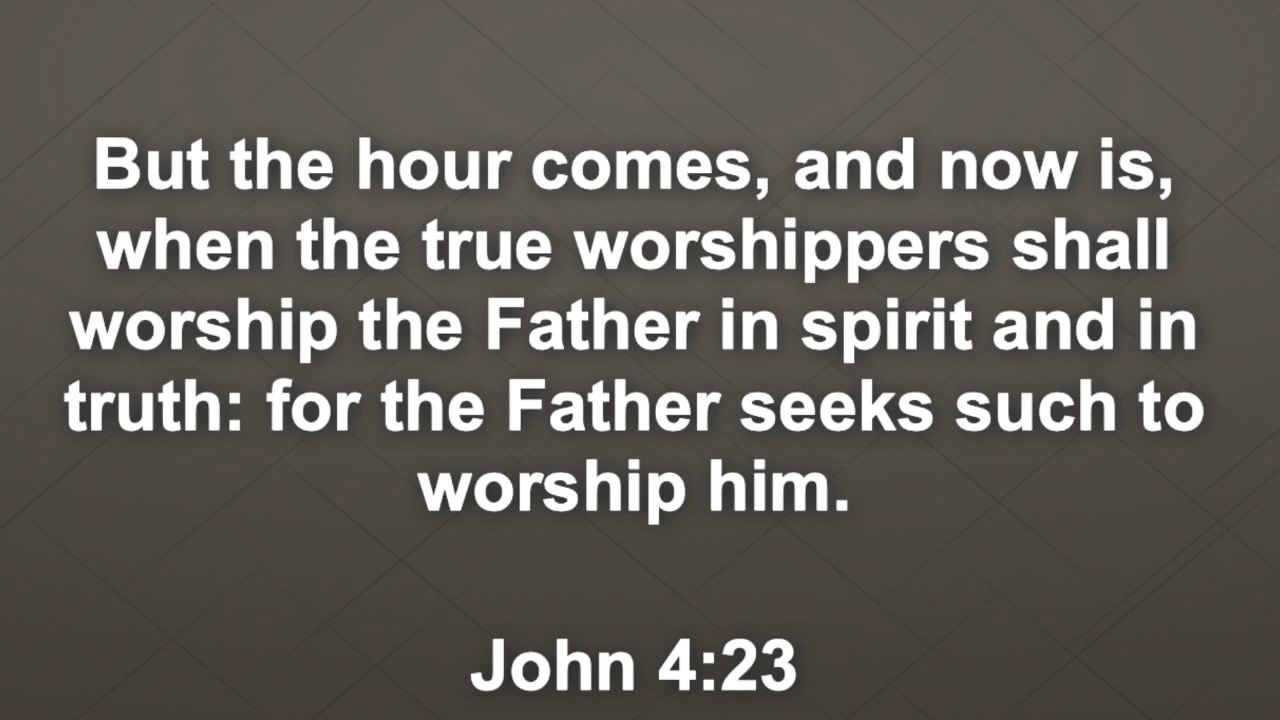 But the hour comes, and now is,
when the true worshippers shall
worship the Father in spirit and in
truth: for the Father seeks such to
worship him.
John 4:23